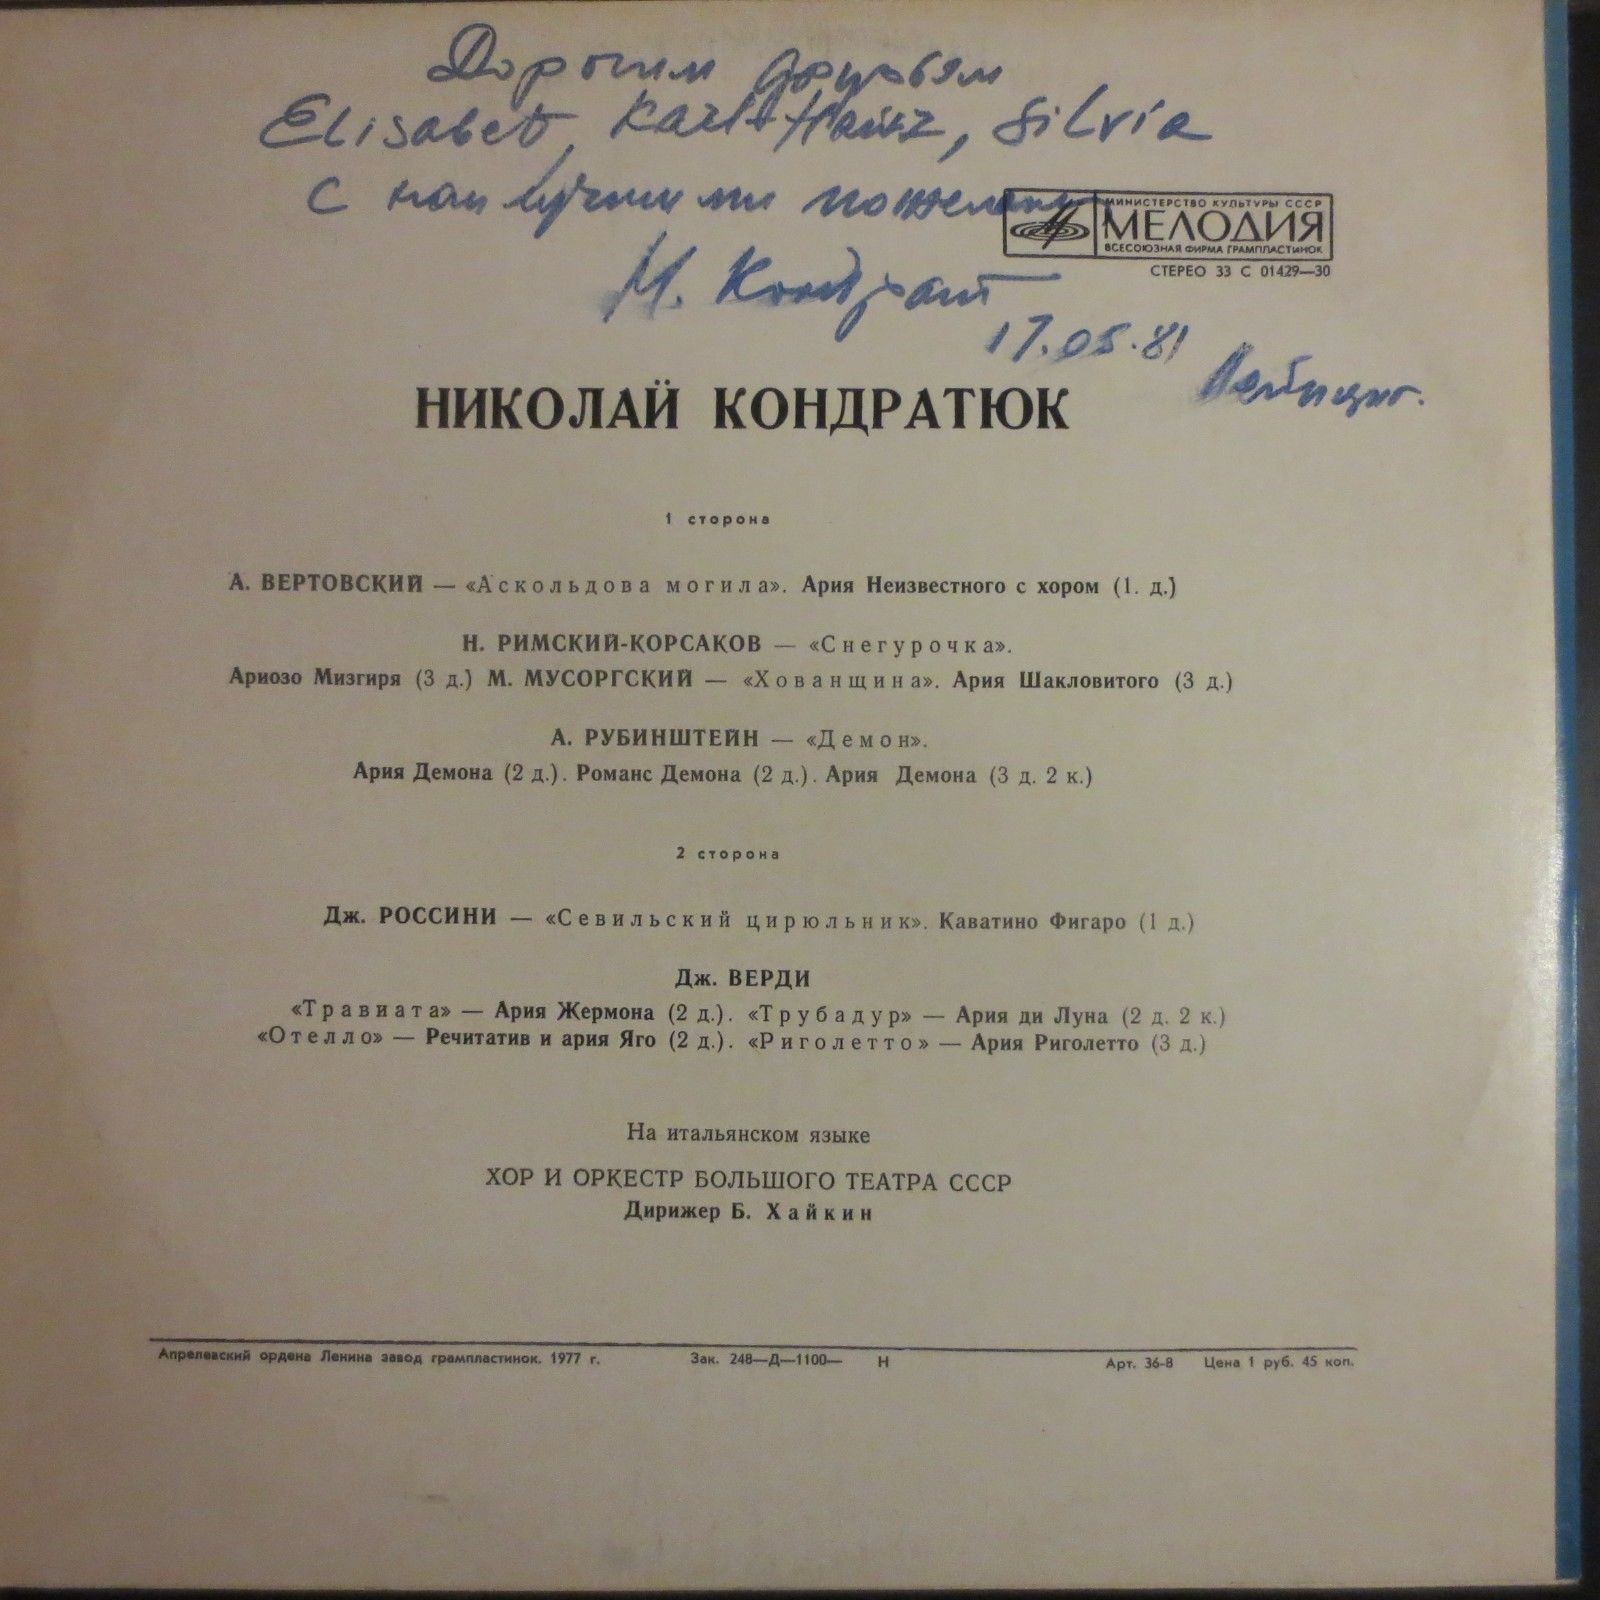 Дорогим друзьям
Elisabet, Karl-Heinz, Silvia
с наилучшими пожелани
МИНИСТЕРСТВО КУЛЬТУРЫ СССР
МЕЛОДИЯ
ВСЕСОЮЗНАЯ ФИРМА ГРАМПЛАСТИНОК
СТЕРЕО 33 С 01429—30
17.05.81
Лейпциг.
НИКОЛАЙ КОНДРАТЮК
1 сторона
А. ВЕРТОВСКИЙ — «Аскольдова могила». Ария Неизвестного с хором (1. д.)
Н. РИМСКИЙ-КОРСАКОВ — «Снегурочка».
Ариозо Мизгиря (3 д.) М. МУСОРГСКИЙ — «Хованщина». Ария Шакловитого (3 д.)
А. РУБИНШТЕЙН — «Демон».
Ария Демона (2 д.). Романс Демона (2 д.). Ария Демона (3 д. 2 к.)
2 сторона
Дж. РОССИНИ — «Севильский цирюльник». Каватино Фигаро (1 д.)
Дж. ВЕРДИ
«Травиата» — Ария Жермона (2 д.). «Трубадур» — Ария ди Луна (2 д. 2 к.)
«Отелло» — Речитатив и ария Яго (2 д.). «Риголетто» — Ария Риголетто (3 д.)
На итальянском языке
ХОР И ОРКЕСТР БОЛЬШОГО ТЕАТРА СССР
Дирижер Б. Хайкин
Апрелевский ордена Ленина завод грампластинок. 1977 г. Зак. 248—Д—1100— Н Арт. 36-8 Цена 1 руб. 45 коп.